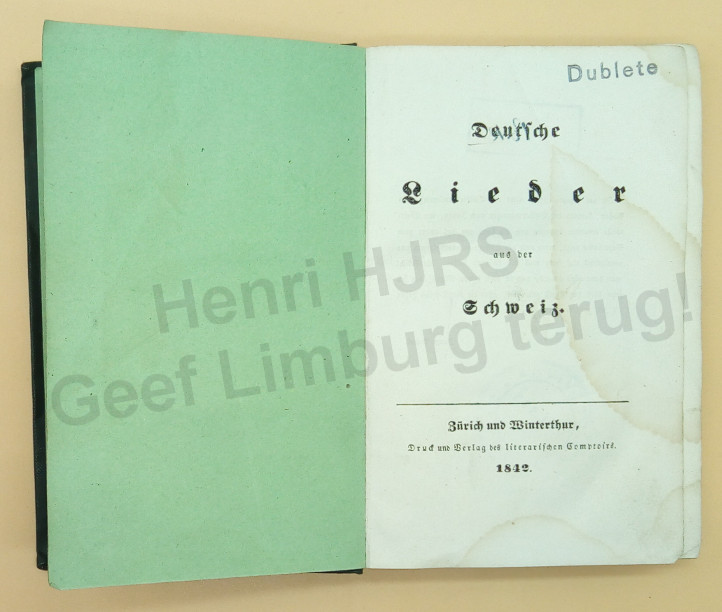 Dublete
Deutsche
Lieder
aus der
Schweiz.
Zürich und Winterthur,
Druck und Verlag des literarischen Comptoirs.
1842.
Henri HJRS
Geef Limburg terug!